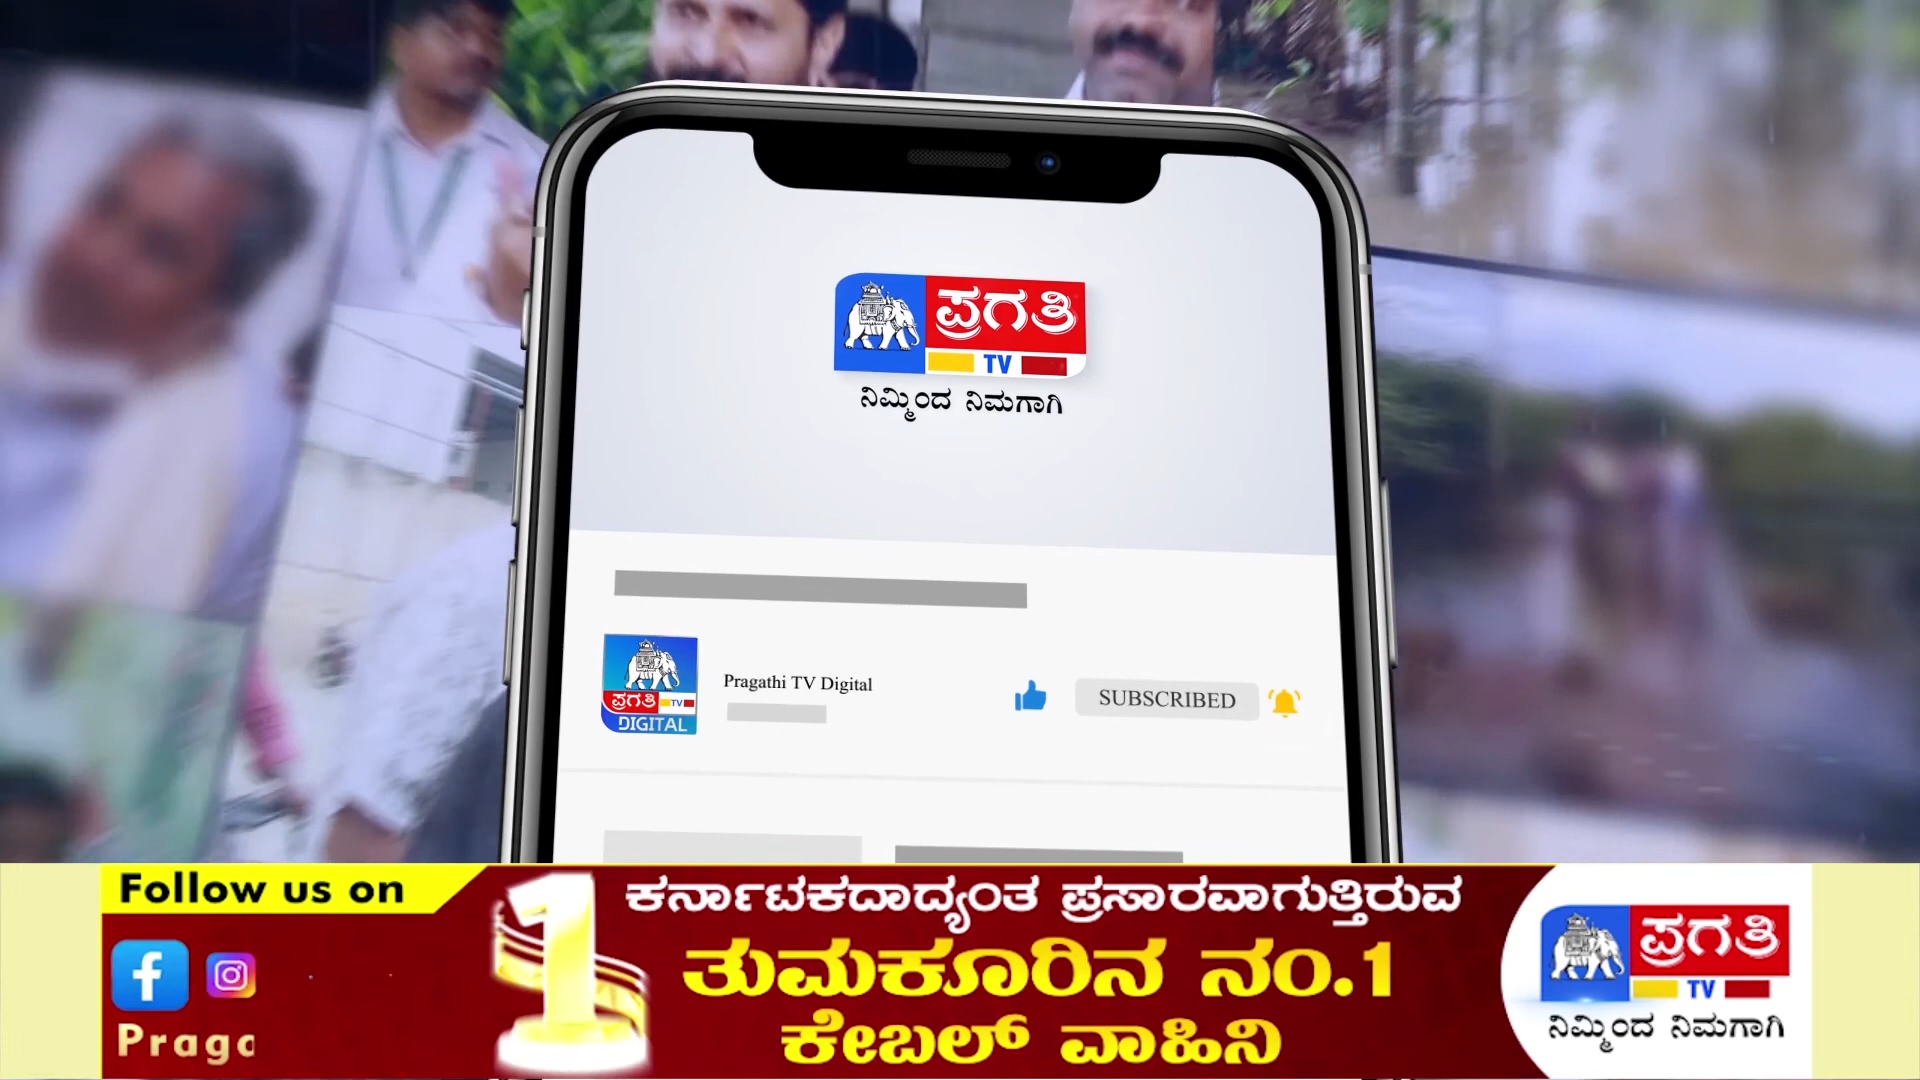 ಪ್ರಗತಿ
TV
ನಿಮ್ಮಿಂದ ನಿಮಗಾಗಿ
ಪ್ರಗತಿ TV
DIGITAL
Pragathi TV Digital
SUBSCRIBED
Follow us on
Praga
1
ಕರ್ನಾಟಕದಾದ್ಯಂತ ಪ್ರಸಾರವಾಗುತ್ತಿರುವ
ತುಮಕೂರಿನ ನಂ.1
ಕೇಬಲ್ ವಾಹಿನಿ
ಪ್ರಗತಿ
TV
ನಿಮ್ಮಿಂದ ನಿಮಗಾಗಿ